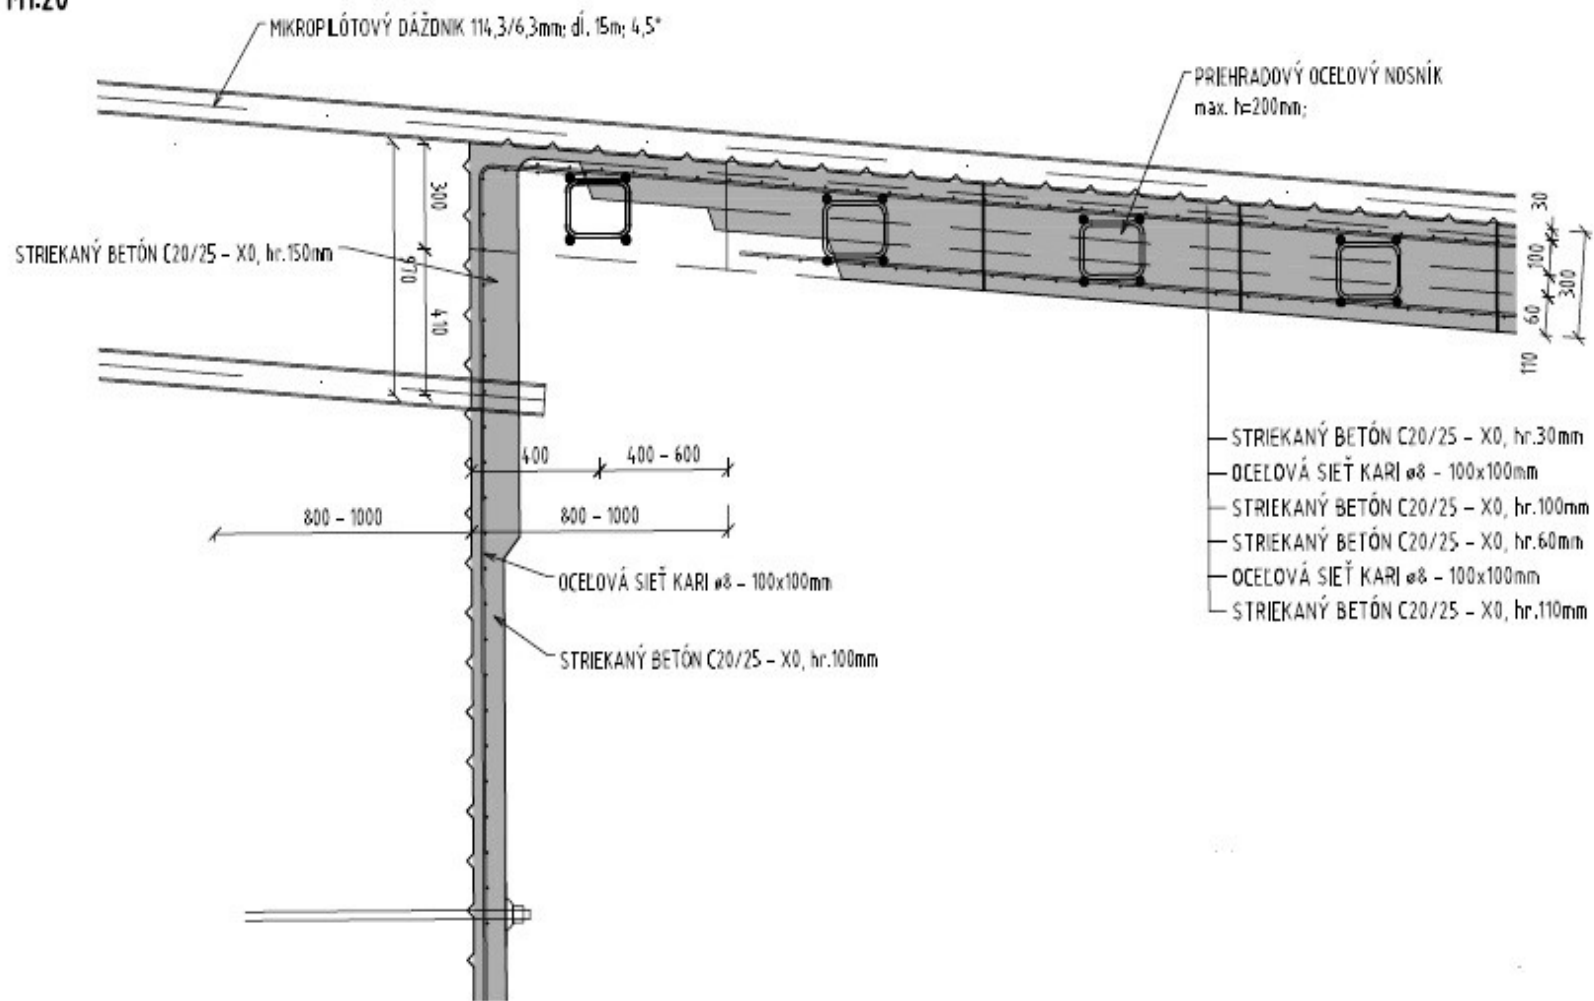 M1:20
MIKROPILÓTOVÝ DÁŽDNIK 114,3/6,3mm; dĺ. 15m; 4,5°
PRIEHRADOVÝ OCEĽOVÝ NOSNÍK
max. h=200mm;
STRIEKANÝ BETÓN C20/25 - X0, hr.150mm
300
970
410
30
100
300
60
110
400
400 - 600
800 - 1000
800 - 1000
OCEĽOVÁ SIEŤ KARI ø8 - 100x100mm
STRIEKANÝ BETÓN C20/25 - X0, hr.100mm
STRIEKANÝ BETÓN C20/25 - X0, hr.30mm
OCEĽOVÁ SIEŤ KARI ø8 - 100x100mm
STRIEKANÝ BETÓN C20/25 - X0, hr.100mm
STRIEKANÝ BETÓN C20/25 - X0, hr.60mm
OCEĽOVÁ SIEŤ KARI ø8 - 100x100mm
STRIEKANÝ BETÓN C20/25 - X0, hr.110mm